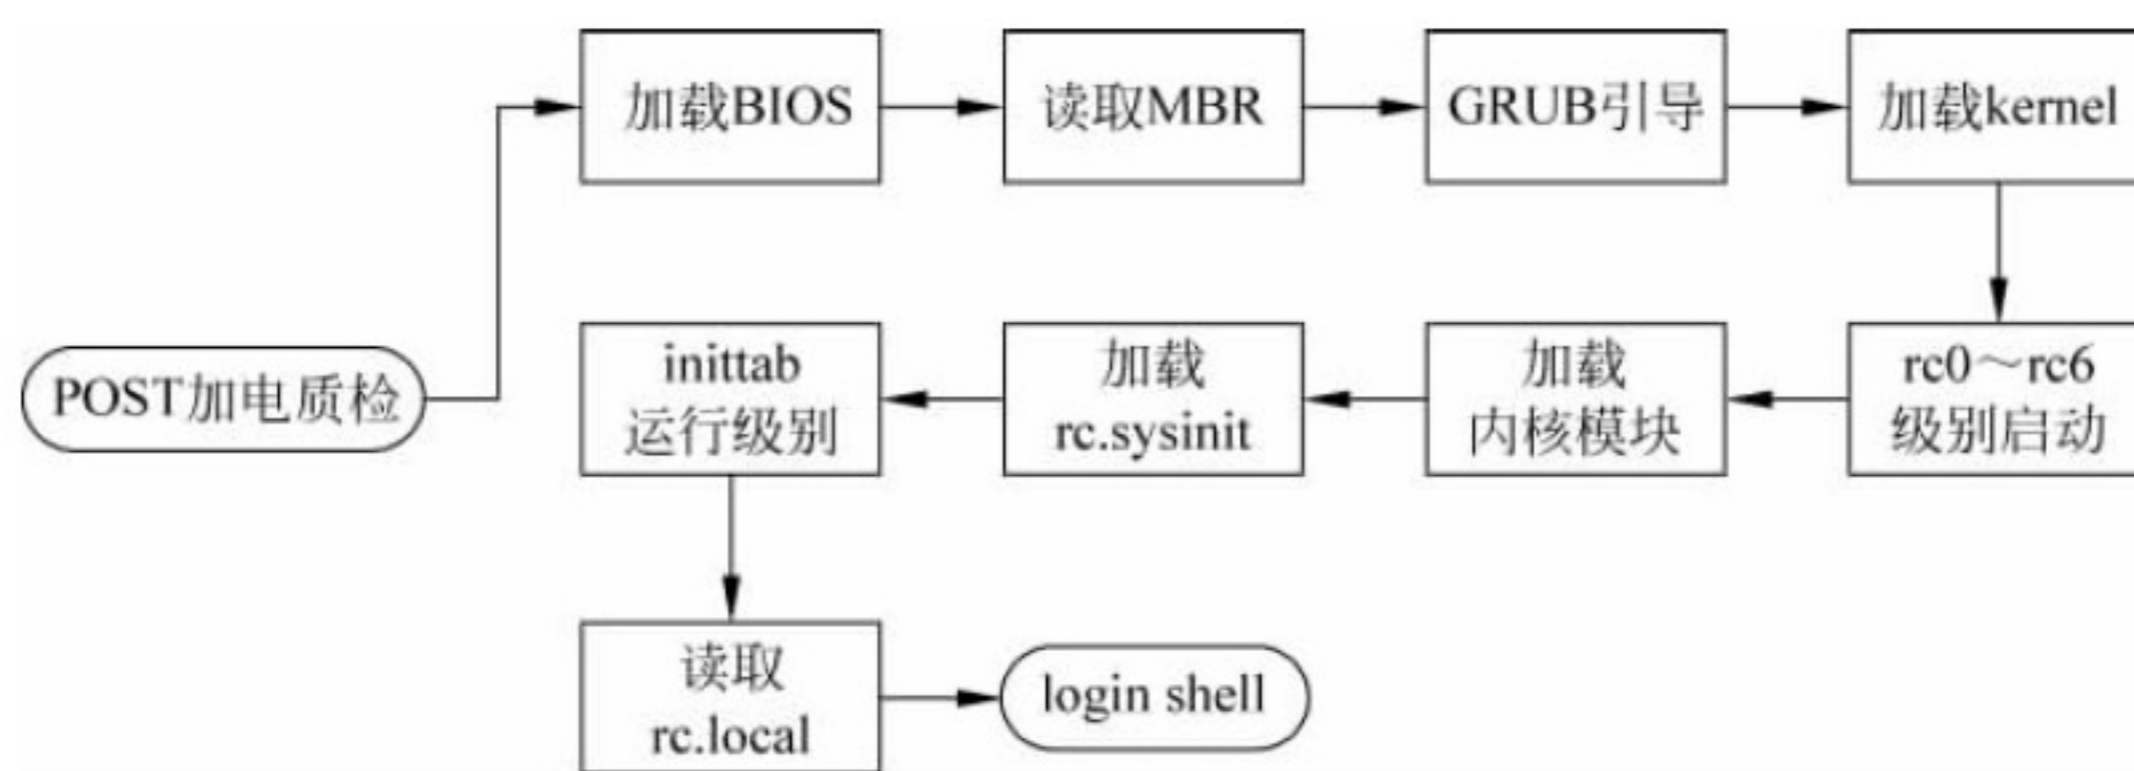 加载BIOS
读取MBR
GRUB引导
加载kernel
POST加电质检
inittab
运行级别
加载
rc.sysinit
加载
内核模块
rc0～rc6
级别启动
读取
rc.local
login shell